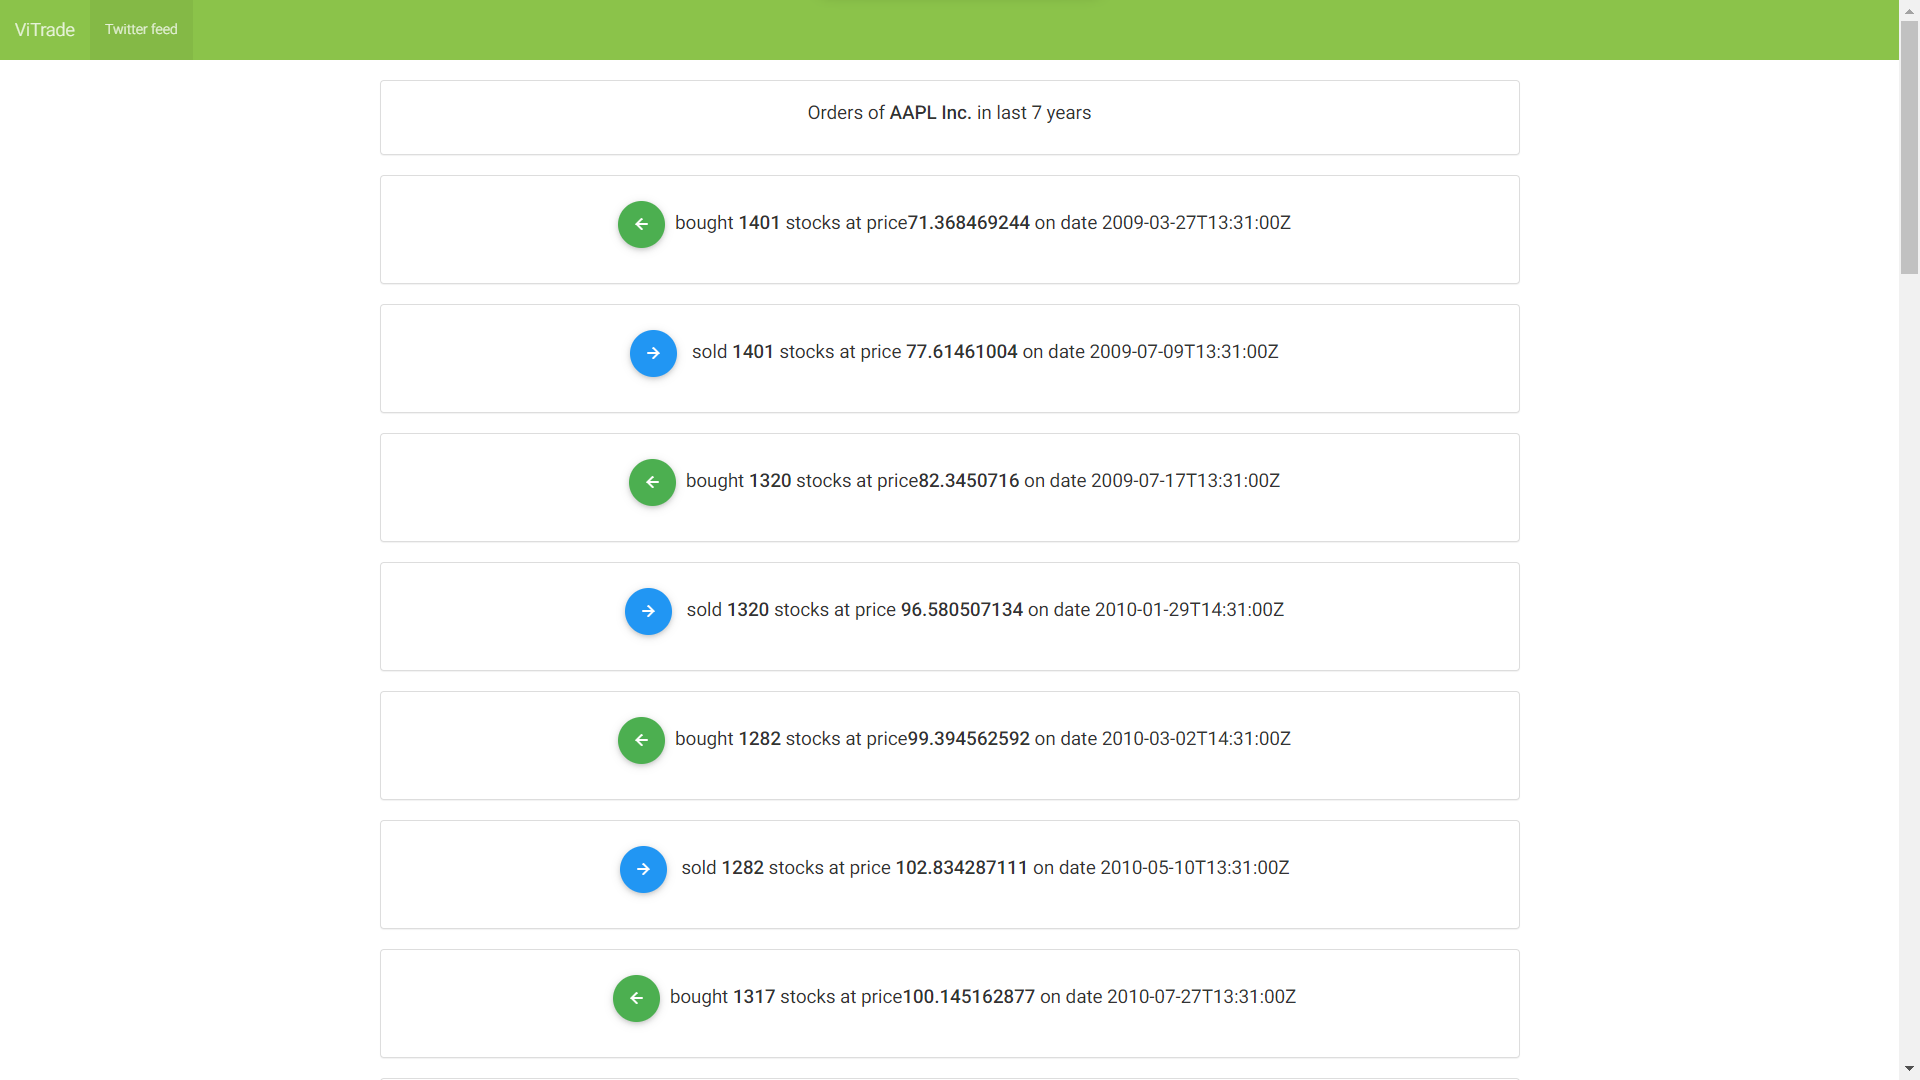 ViTrade Twitter feed
Orders of AAPL Inc. in last 7 years
bought 1401 stocks at price71.368469244 on date 2009-03-27T13:31:00Z
sold 1401 stocks at price 77.61461004 on date 2009-07-09T13:31:00Z
bought 1320 stocks at price82.3450716 on date 2009-07-17T13:31:00Z
sold 1320 stocks at price 96.580507134 on date 2010-01-29T14:31:00Z
bought 1282 stocks at price99.394562592 on date 2010-03-02T14:31:00Z
sold 1282 stocks at price 102.834287111 on date 2010-05-10T13:31:00Z
bought 1317 stocks at price100.145162877 on date 2010-07-27T13:31:00Z